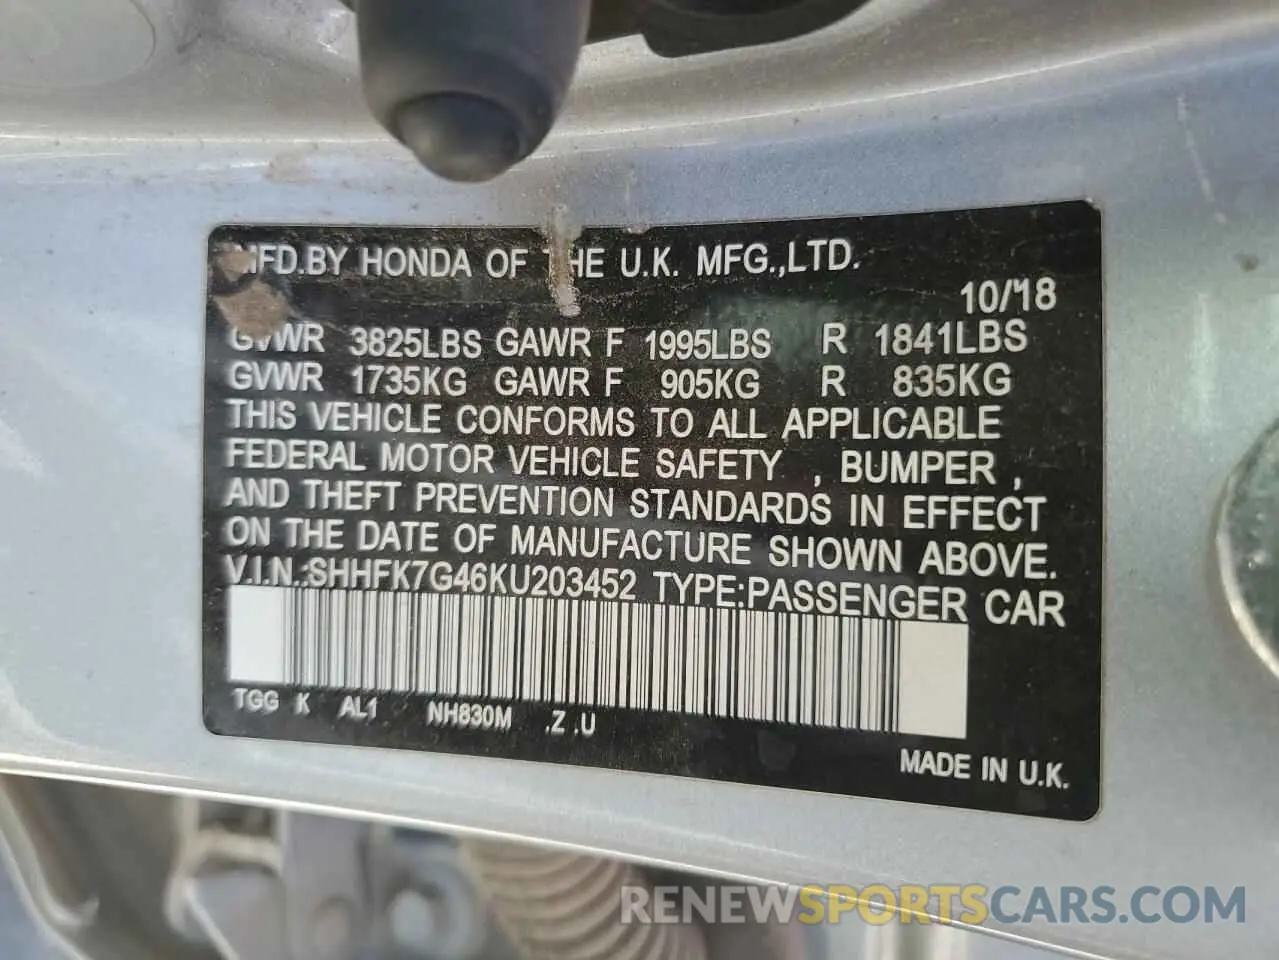 MFD.BY HONDA OF THE U.K. MFG.,LTD.
10/'18
GVWR 3825LBS GAWR F 1995LBS R 1841LBS
GVWR 1735KG GAWR F 905KG R 835KG
THIS VEHICLE CONFORMS TO ALL APPLICABLE
FEDERAL MOTOR VEHICLE SAFETY , BUMPER ,
AND THEFT PREVENTION STANDARDS IN EFFECT
ON THE DATE OF MANUFACTURE SHOWN ABOVE.
V.I.N.:SHHFK7G46KU203452 TYPE:PASSENGER CAR
TGG K AL1 NH830M .Z .U
MADE IN U.K.
RENEWSPORTSCARS.COM